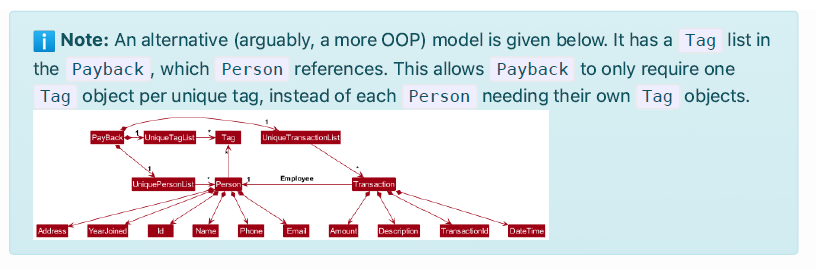 Note: An alternative (arguably, a more OOP) model is given below. It has a Tag list in
the Payback, which Person references. This allows Payback to only require one
Tag object per unique tag, instead of each Person needing their own Tag objects.
1
PayBack 1 UniqueTagList * Tag UniqueTransactionList
*
1 *
UniquePersonList * Person 1 Employee Transaction
Address YearJoined Id Name Phone Email Amount Description TransactionId DateTime